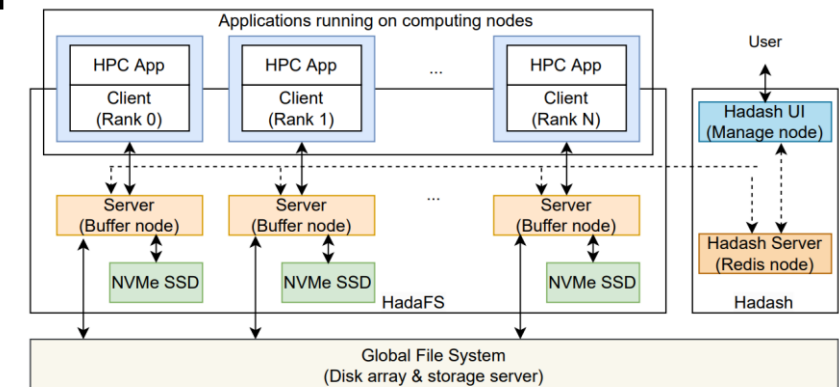 Applications running on computing nodes
HPC App
Client
(Rank 0)
HPC App
Client
(Rank 1)
...
HPC App
Client
(Rank N)
Server
(Buffer node)
Server
(Buffer node)
...
Server
(Buffer node)
NVMe SSD
NVMe SSD
NVMe SSD
HadaFS
User
Hadash UI
(Manage node)
Hadash Server
(Redis node)
Hadash
Global File System
(Disk array & storage server)